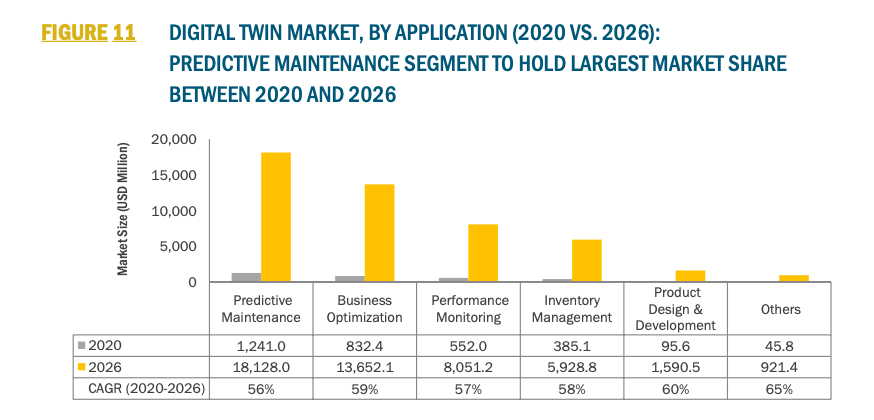 FIGURE 11
DIGITAL TWIN MARKET, BY APPLICATION (2020 VS. 2026):
PREDICTIVE MAINTENANCE SEGMENT TO HOLD LARGEST MARKET SHARE
BETWEEN 2020 AND 2026
Market Size (USD Million)
20,000
15,000
10,000
5,000
0
Predictive
Maintenance
Business
Optimization
Performance
Monitoring
Inventory
Management
Product
Design &
Development
Others
2020 1,241.0 832.4 552.0 385.1 95.6 45.8
2026 18,128.0 13,652.1 8,051.2 5,928.8 1,590.5 921.4
CAGR (2020-2026) 56% 59% 57% 58% 60% 65%